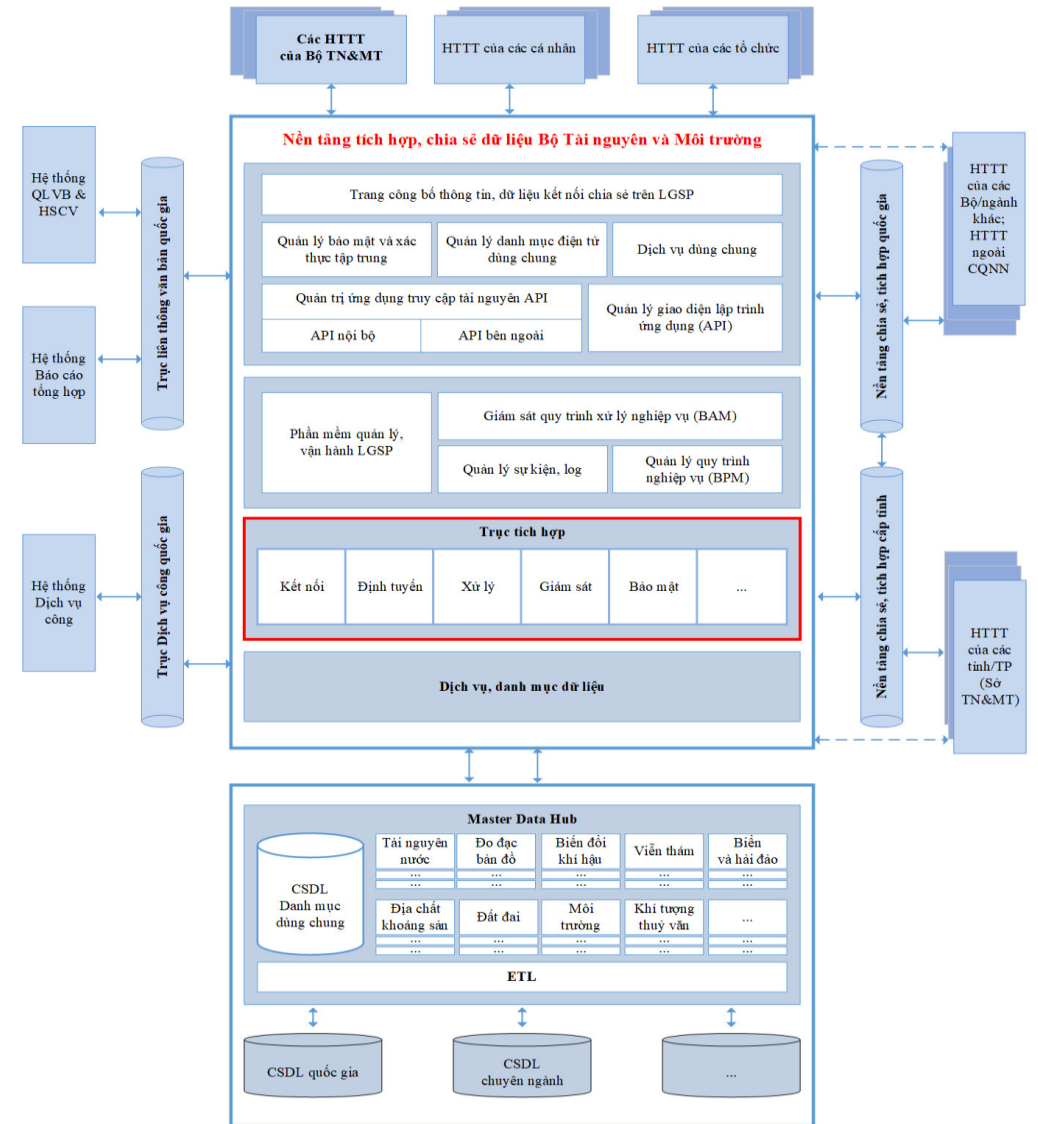 Các HTTT
của Bộ TN&MT
HTTT của các cá nhân
HTTT của các tổ chức
Nền tảng tích hợp, chia sẻ dữ liệu Bộ Tài nguyên và Môi trường
Hệ thống
QLVB &
HSCV
Hệ thống
Báo cáo
tổng hợp
Trục liên thông văn bản quốc gia
Hệ thống
Dịch vụ
công
Trục Dịch vụ công quốc gia
Trang công bố thông tin, dữ liệu kết nối chia sẻ trên LGSP
Quản lý bảo mật và xác
thực tập trung
Quản lý danh mục điện tử
dùng chung
Dịch vụ dùng chung
Quản trị ứng dụng truy cập tài nguyên API
API nội bộ
API bên ngoài
Quản lý giao diện lập trình
ứng dụng (API)
Phần mềm quản lý,
vận hành LGSP
Giám sát quy trình xử lý nghiệp vụ (BAM)
Quản lý sự kiện, log
Quản lý quy trình
nghiệp vụ (BPM)
Trục tích hợp
Kết nối
Định tuyến
Xử lý
Giám sát
Bảo mật
...
Dịch vụ, danh mục dữ liệu
Nền tảng chia sẻ, tích hợp quốc gia
HTTT
của các
Bộ/ngành
khác;
HTTT
ngoài
CQNN
Nền tảng chia sẻ, tích hợp cấp tỉnh
HTTT
của các
tỉnh/TP
(Sở
TN&MT)
Master Data Hub
CSDL
Danh mục
dùng chung
Tài nguyên
nước
...
...
Đo đạc
bản đồ
...
...
Biến đổi
khí hậu
...
...
Viễn thám
...
...
Biển
và hải đảo
...
...
Địa chất
khoáng sản
...
...
Đất đai
...
...
Môi
trường
...
...
Khí tượng
thuỷ văn
...
...
...
...
...
ETL
CSDL quốc gia
CSDL
chuyên ngành
...